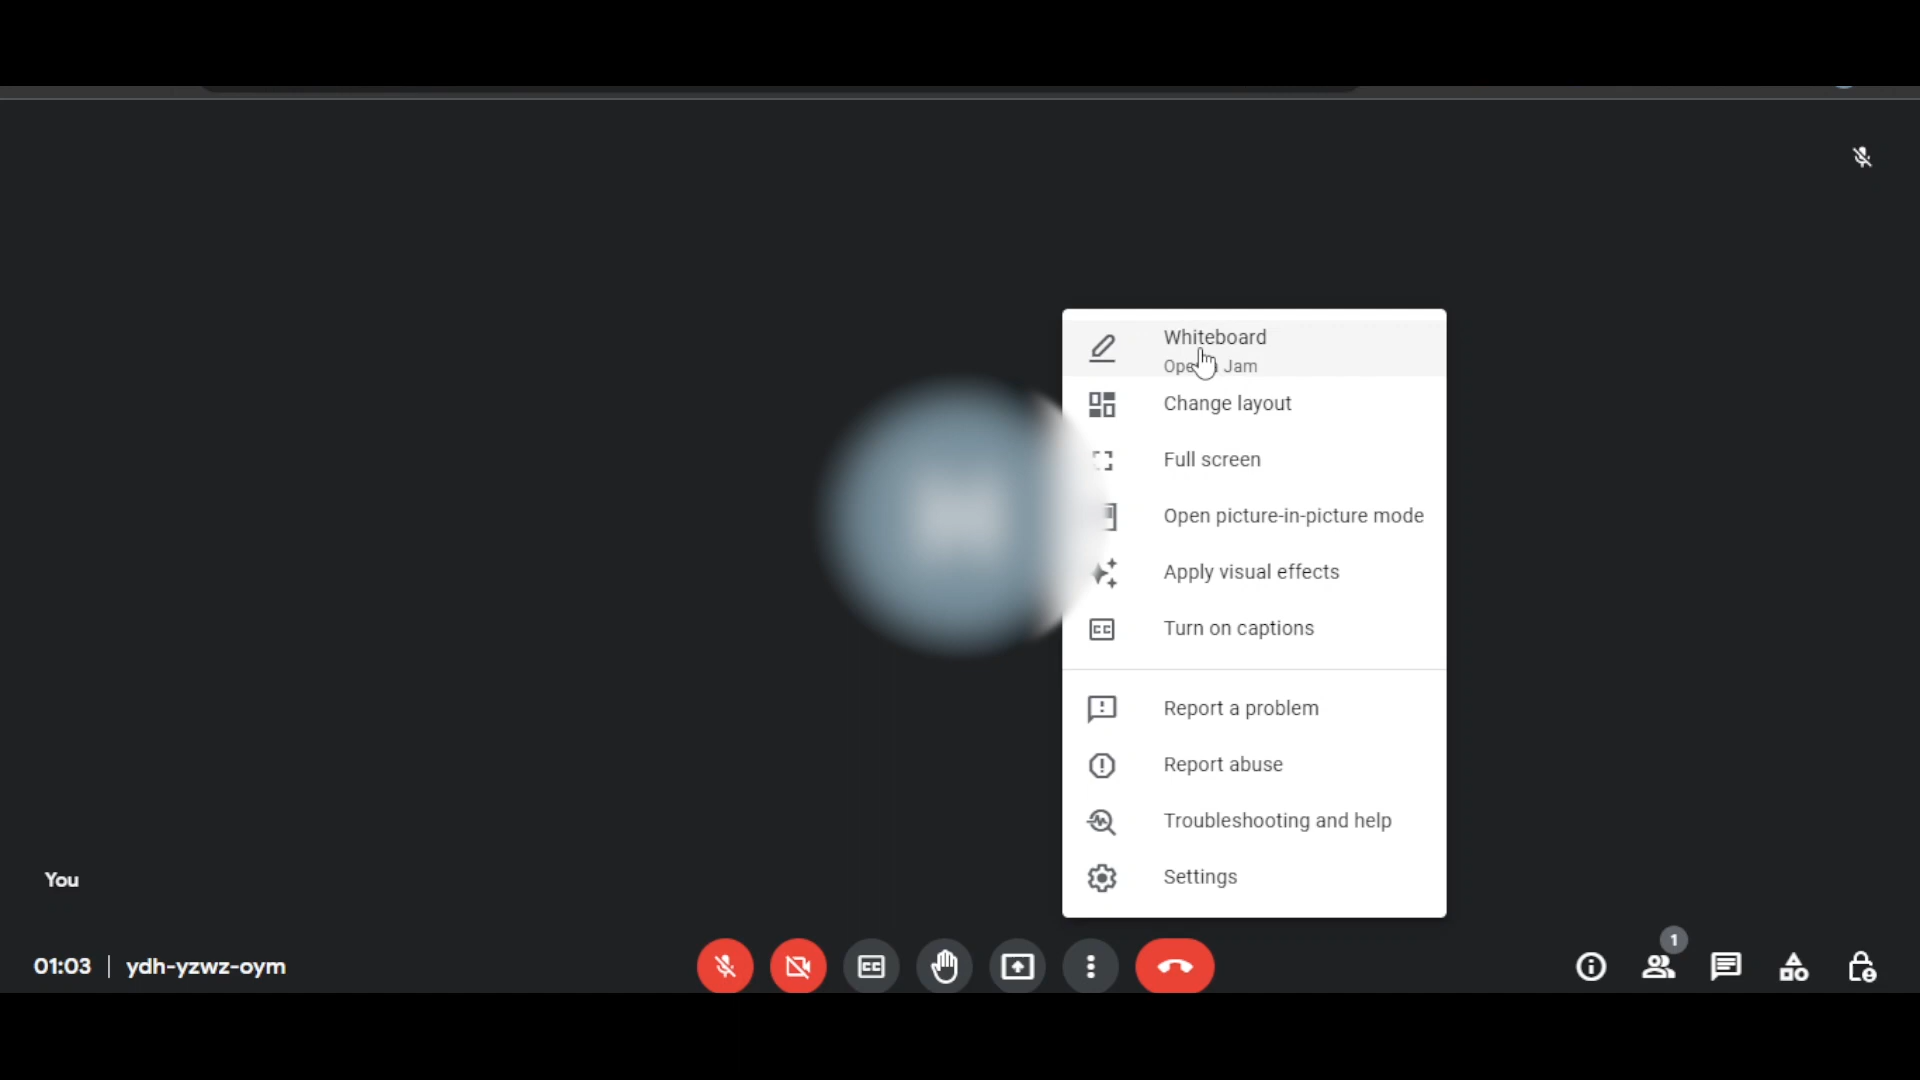 Whiteboard
Jam
Change layout
Full screen
Open picture-in-picture mode
Apply visual effects
Turn on captions
Report a problem
Report abuse
Troubleshooting and help
Settings
You
01:03 | ydh-yzwz-oym
1